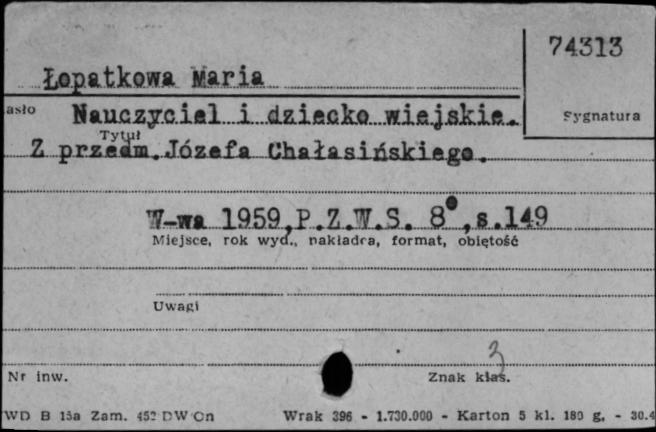 74313
Łopatkowa Maria
asło Nauczyciel i dziecko wiejskie. Sygnatura
Tytuł
Z przedm. Józefa Chałasińskiego.
W-wa 1959, P.Z.W.S. 8°, s.149
Miejsce, rok wyd., nakładca, format, objętość
Uwagi
3
Nr inw. Znak klas.
WD B 15a Zam. 452 DW Cn Wrak 396 - 1.730.000 - Karton 5 kl. 180 g. - 30.4